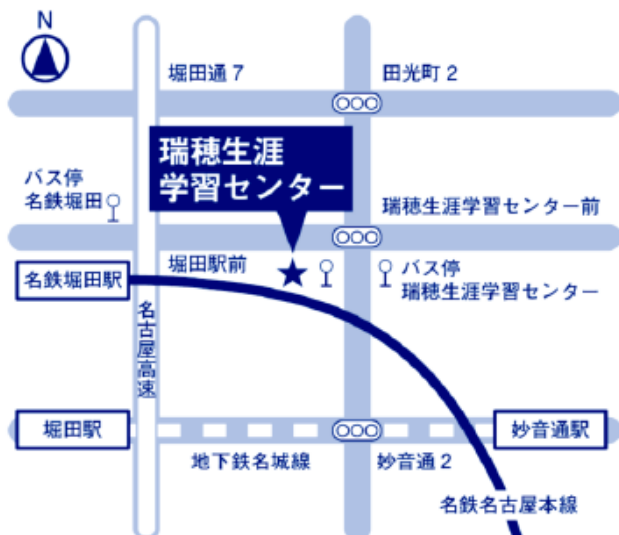 N
堀田通7
田光町2
瑞穂生涯
学習センター
バス停
名鉄堀田
瑞穂生涯学習センター前
堀田駅前
名鉄堀田駅
バス停
瑞穂生涯学習センター
名古屋高速
堀田駅
妙音通駅
地下鉄名城線
妙音通2
名鉄名古屋本線